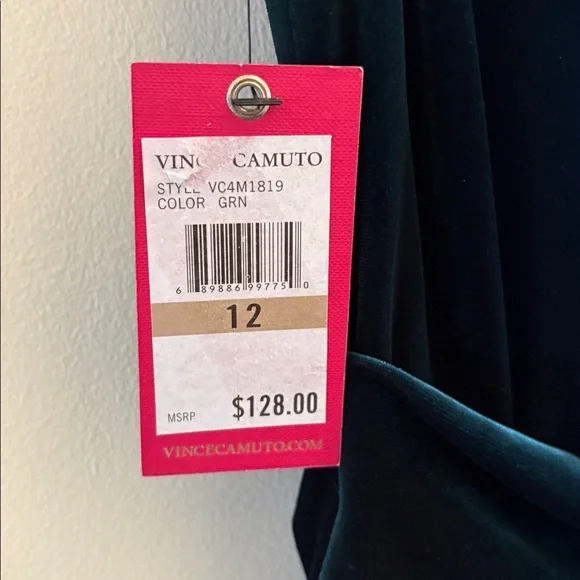 VINCE CAMUTO
STYLE VC4M1819
COLOR GRN
6 89886 99775 0
12
MSRP $128.00
VINCECAMUTO.COM